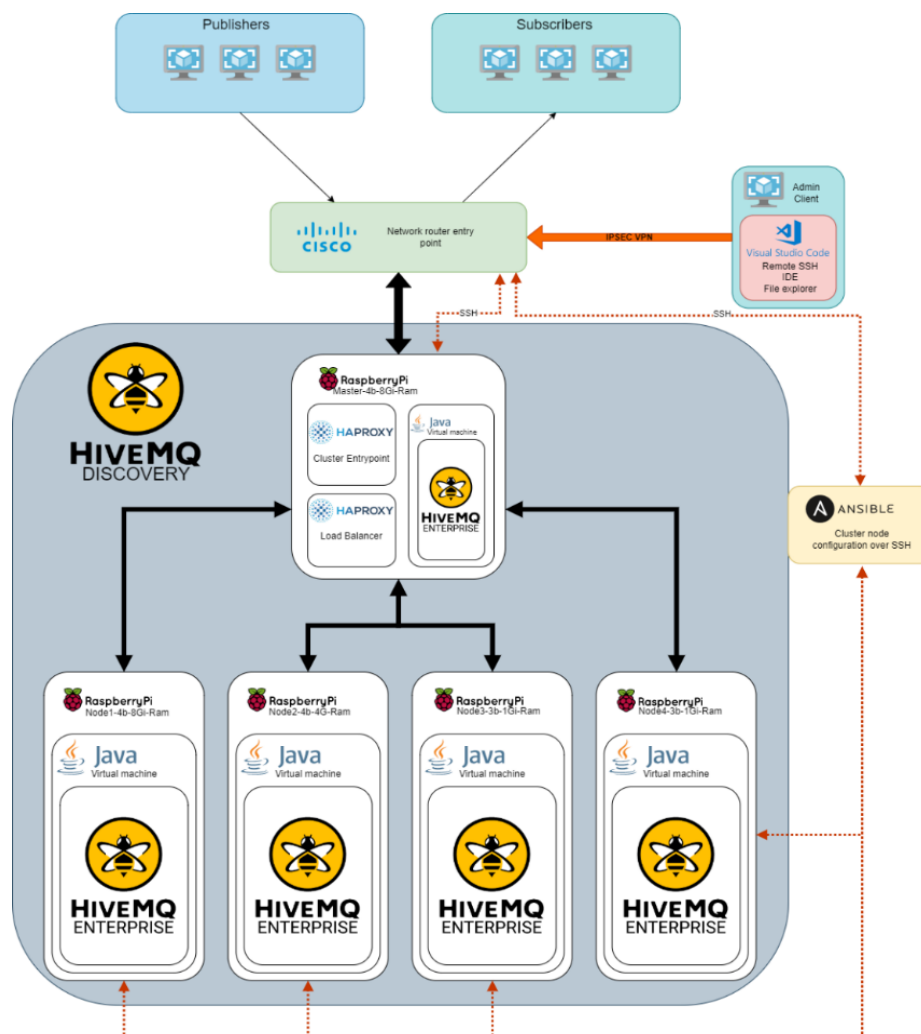 Publishers
Subscribers
Admin
Client
Visual Studio Code
Remote SSH
IDE
File explorer
IPSEC VPN
CISCO
Network router entry
point
SSH
SSH
HIVEMQ
DISCOVERY
RaspberryPi
Master-4b-8Gi-Ram
HAPROXY
Cluster Entrypoint
Java
Virtual machine
HIVEMQ
ENTERPRISE
HAPROXY
Load Balancer
A ANSIBLE
Cluster node
configuration over SSH
RaspberryPi
Node1-4b-8Gi-Ram
Java
Virtual machine
HIVEMQ
ENTERPRISE
RaspberryPi
Node2-4b-4G-Ram
Java
Virtual machine
HIVEMQ
ENTERPRISE
RaspberryPi
Node3-3b-1Gi-Ram
Java
Virtual machine
HIVEMQ
ENTERPRISE
RaspberryPi
Node4-3b-1Gi-Ram
Java
Virtual machine
HIVEMQ
ENTERPRISE